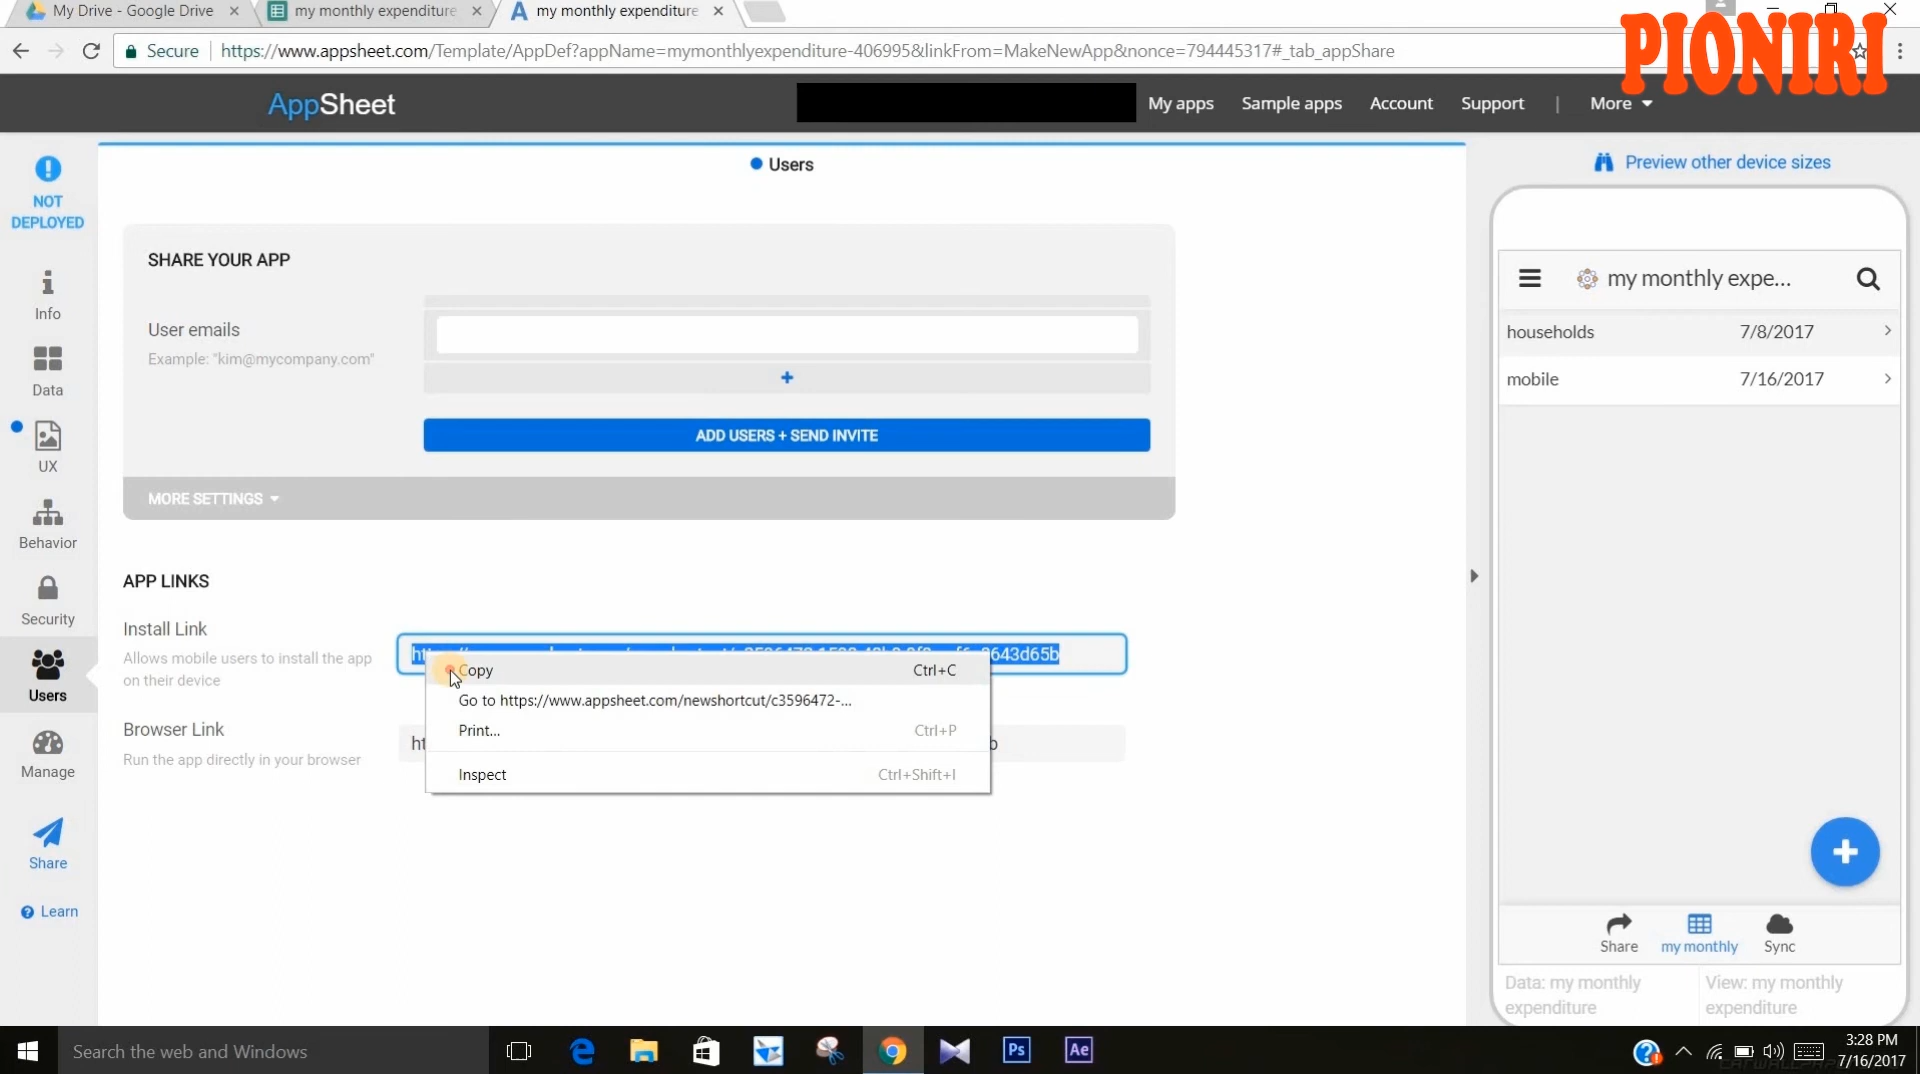 My Drive - Google Drive
my monthly expenditure
my monthly expenditure
PIONIRI
Secure
https://www.appsheet.com/Template/AppDef?appName=mymonthlyexpenditure-406995&linkFrom=MakeNewApp&nonce=794445317#_tab_appShare
AppSheet
My apps
Sample apps
Account
Support
|
More
NOT
DEPLOYED
Info
Data
UX
Behavior
Security
Users
Manage
Share
Learn
Users
SHARE YOUR APP
User emails
Example: "kim@mycompany.com"
ADD USERS + SEND INVITE
MORE SETTINGS
APP LINKS
Install Link
Allows mobile users to install the app
on their device
Browser Link
Run the app directly in your browser
Copy Ctrl+C
Go to https://www.appsheet.com/newshortcut/c3596472-...
Print... Ctrl+P
Inspect Ctrl+Shift+I
Preview other device sizes
my monthly expe...
households 7/8/2017
mobile 7/16/2017
Share
my monthly
Sync
Data: my monthly
expenditure
View: my monthly
expenditure
Search the web and Windows
Ps
Ae
3:28 PM
7/16/2017